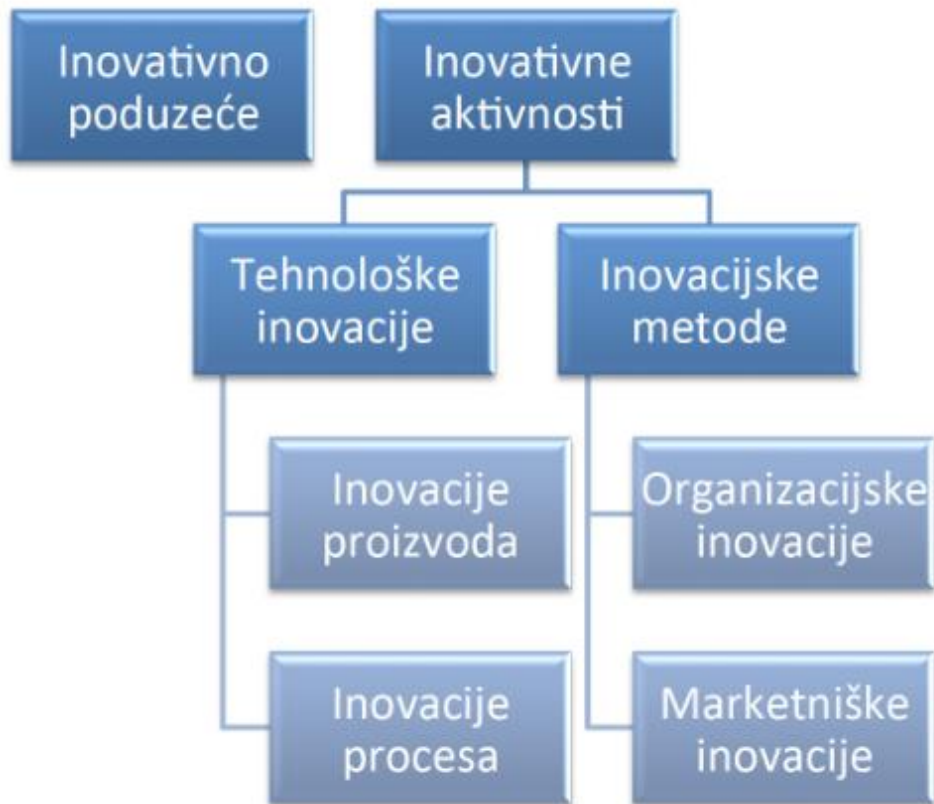 Inovativno
poduzeće
Inovativne
aktivnosti
Tehnološke
inovacije
Inovacijske
metode
Inovacije
proizvoda
Organizacijske
inovacije
Inovacije
procesa
Marketniške
inovacije